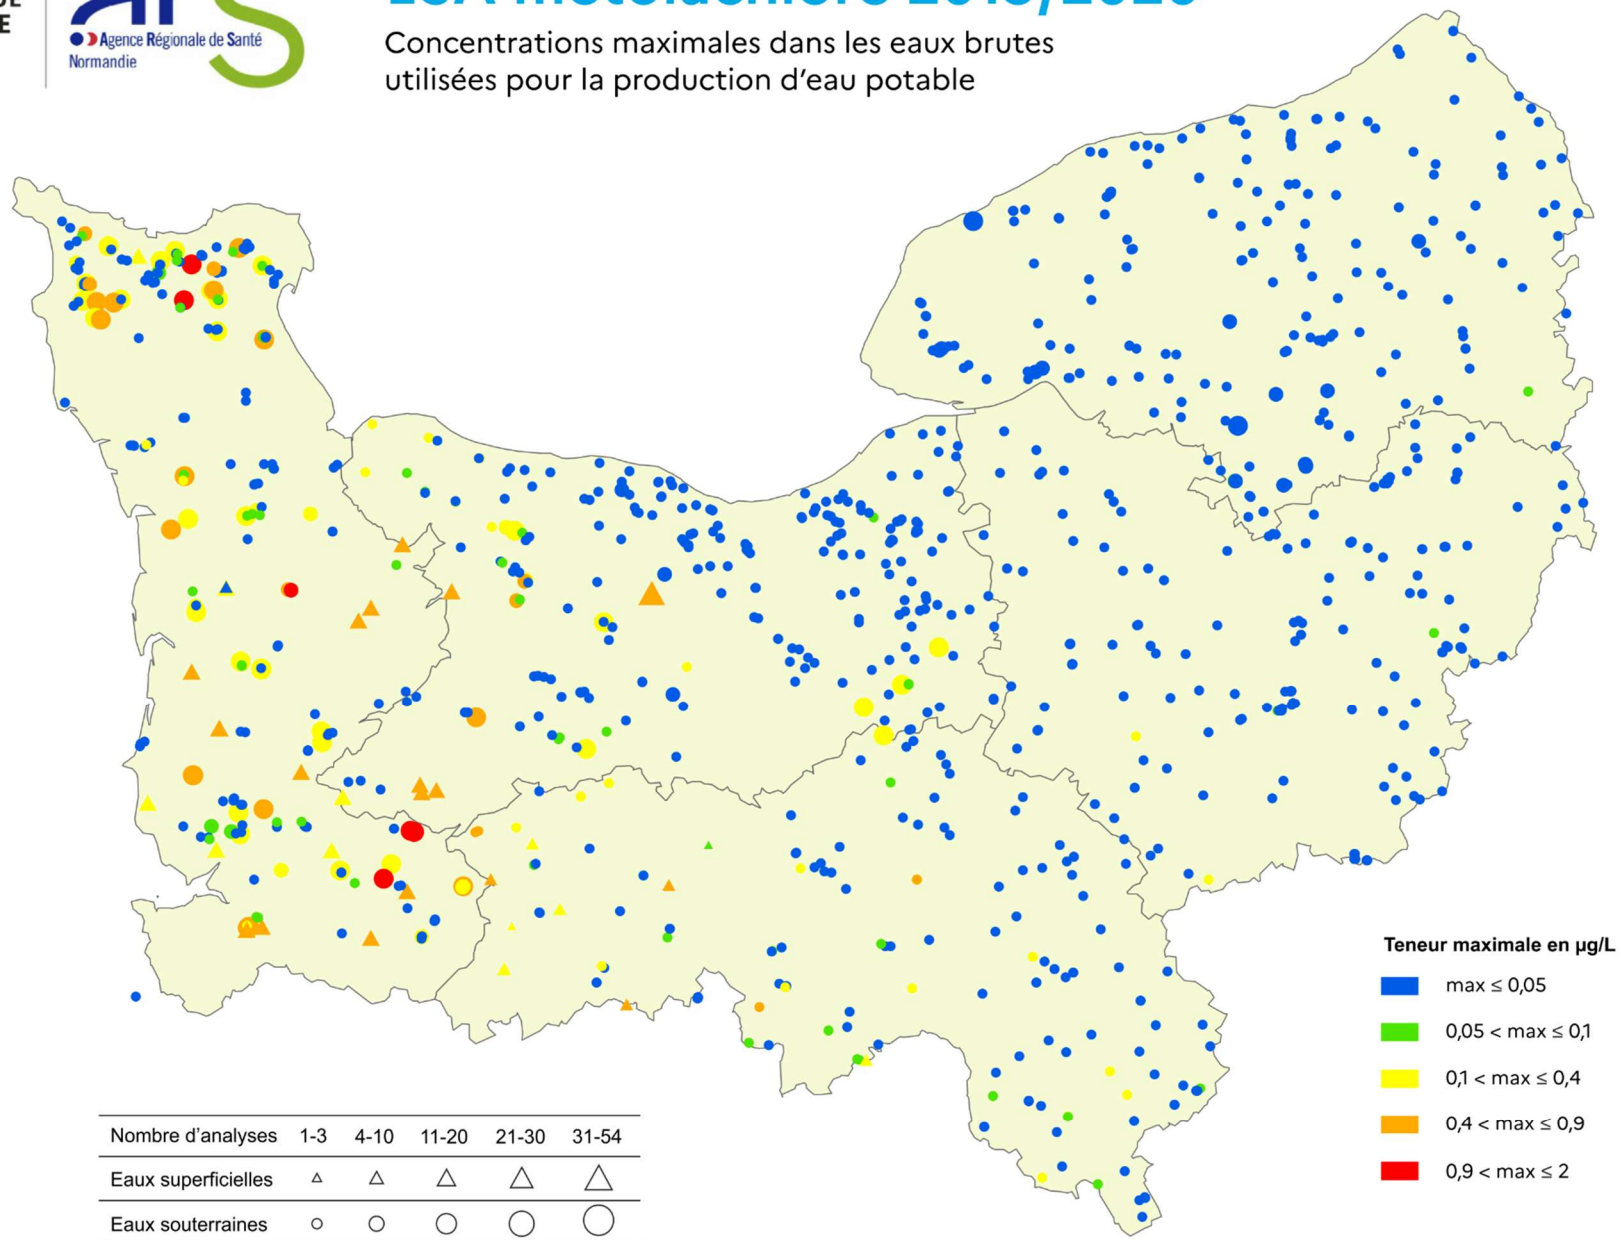 Agence Régionale de Santé
Normandie
Concentrations maximales dans les eaux brutes
utilisées pour la production d'eau potable
Teneur maximale en µg/L
max ≤ 0,05
0,05 < max ≤ 0,1
0,1 < max ≤ 0,4
0,4 < max ≤ 0,9
0,9 < max ≤ 2
Nombre d'analyses 1-3 4-10 11-20 21-30 31-54
Eaux superficielles
Eaux souterraines